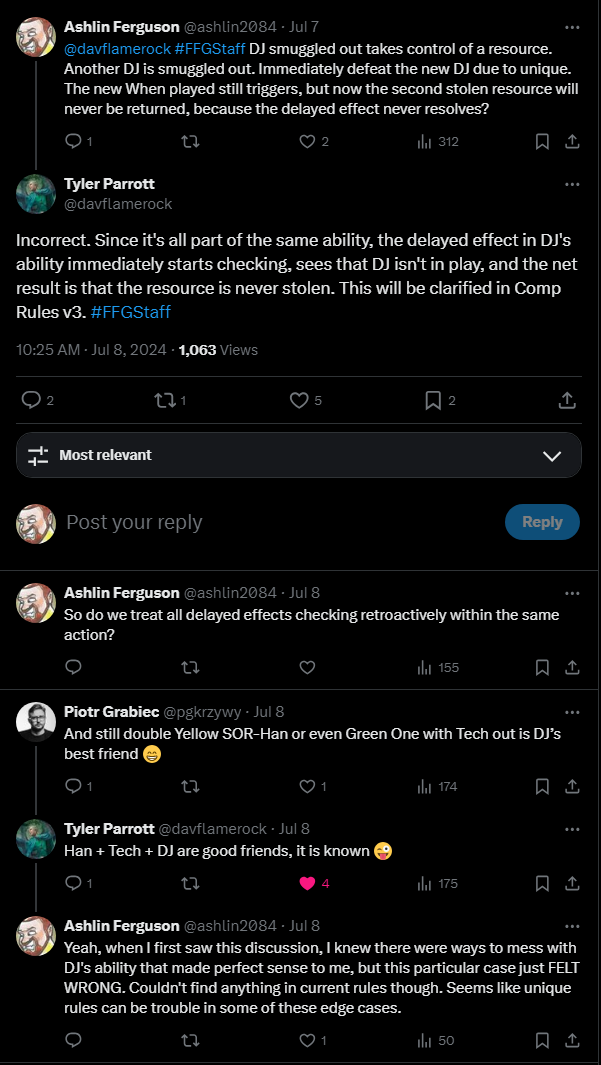 Ashlin Ferguson @ashlin2084 · Jul 7
@davflamerock #FFGStaff DJ smuggled out takes control of a resource.
Another DJ is smuggled out. Immediately defeat the new DJ due to unique.
The new When played still triggers, but now the second stolen resource will
never be returned, because the delayed effect never resolves?
1 2 312
Tyler Parrott
@davflamerock
Incorrect. Since it's all part of the same ability, the delayed effect in DJ's
ability immediately starts checking, sees that DJ isn't in play, and the net
result is that the resource is never stolen. This will be clarified in Comp
Rules v3. #FFGStaff
10:25 AM · Jul 8, 2024 · 1,063 Views
2 1 5 2
Most relevant
Post your reply
Reply
Ashlin Ferguson @ashlin2084 · Jul 8
So do we treat all delayed effects checking retroactively within the same
action?
155
Piotr Grabiec @pgkrzywy · Jul 8
And still double Yellow SOR-Han or even Green One with Tech out is DJ’s
best friend 😁
1 1 174
Tyler Parrott @davflamerock · Jul 8
Han + Tech + DJ are good friends, it is known 😜
1 4 175
Ashlin Ferguson @ashlin2084 · Jul 8
Yeah, when I first saw this discussion, I knew there were ways to mess with
DJ's ability that made perfect sense to me, but this particular case just FELT
WRONG. Couldn't find anything in current rules though. Seems like unique
rules can be trouble in some of these edge cases.
1 50